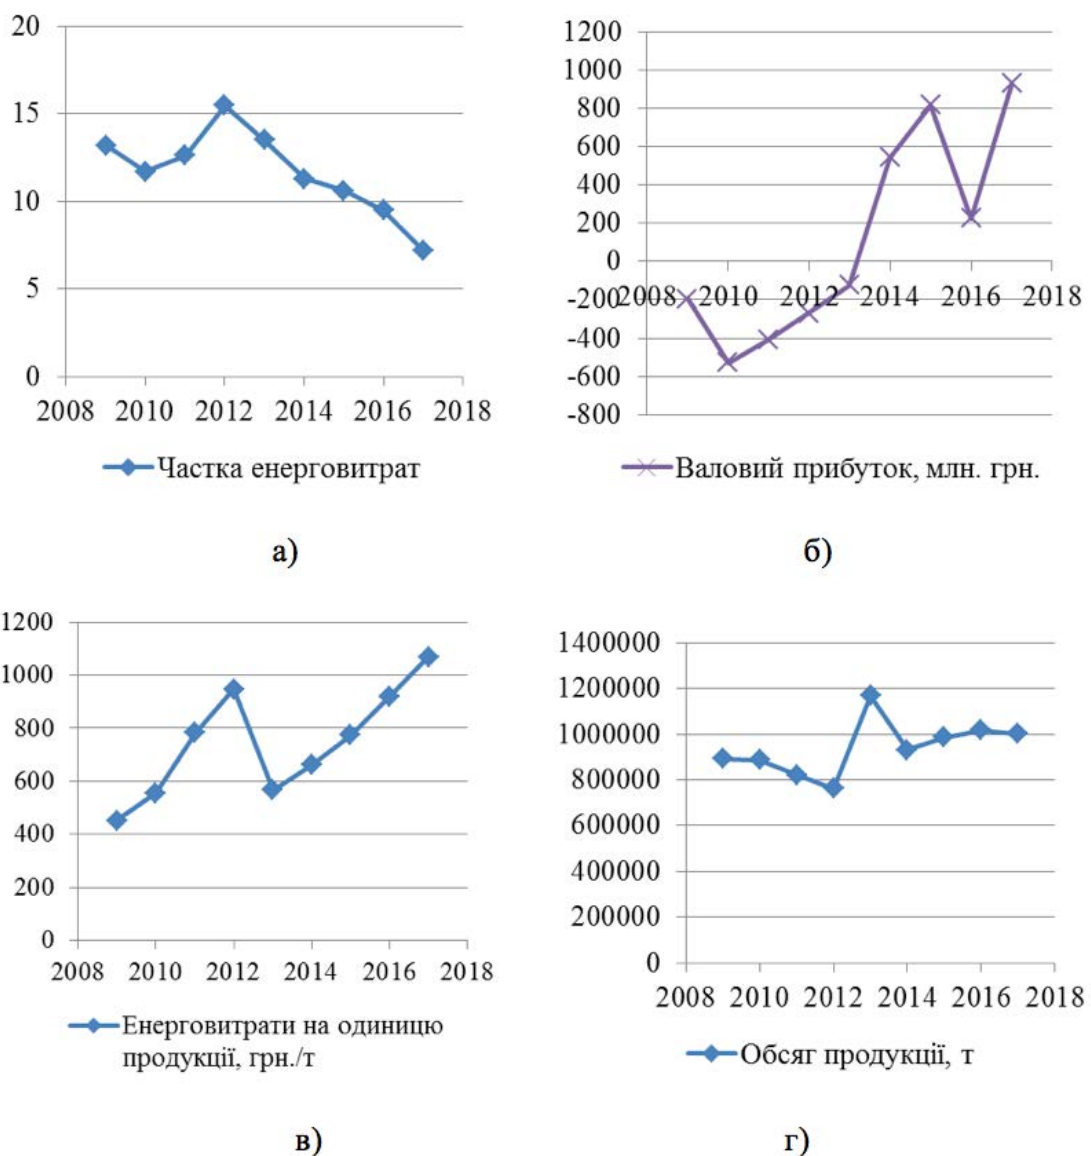 20
15
10
5
0
2008 2010 2012 2014 2016 2018
Частка енерговитрат
а)
1200
1000
800
600
400
200
0
-200
-400
-600
-800
2008 2010 2012 2014 2016 2018
Валовий прибуток, млн. грн.
б)
1200
1000
800
600
400
200
0
2008 2010 2012 2014 2016 2018
Енерговитрати на одиницю
продукції, грн./т
в)
1400000
1200000
1000000
800000
600000
400000
200000
0
2008 2010 2012 2014 2016 2018
Обсяг продукції, т
г)